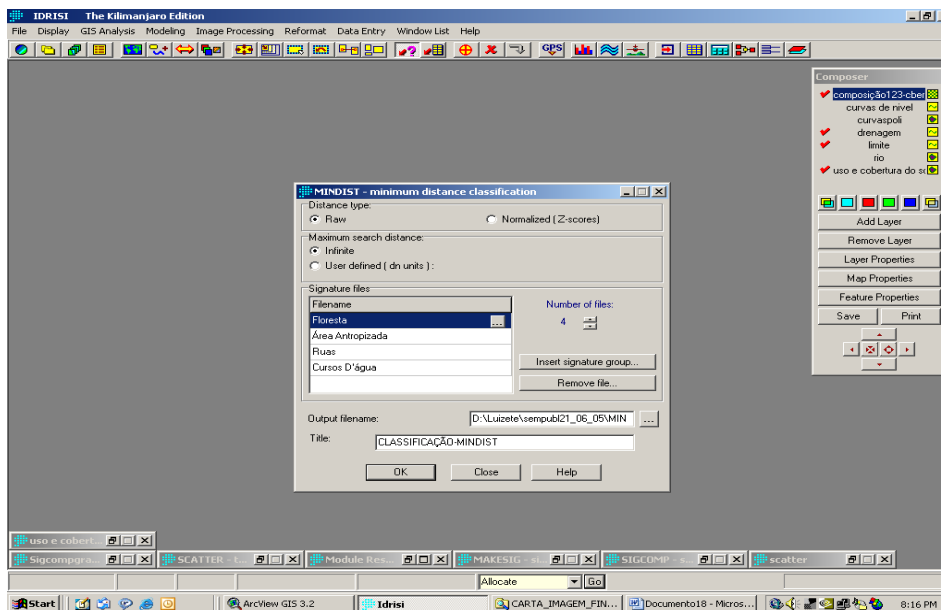 IDRISI The Kilimanjaro Edition
File Display GIS Analysis Modeling Image Processing Reformat Data Entry Window List Help
GPS
Composer
composição123-cber
curvas de nivel
curvaspoli
drenagem
limite
rio
uso e cobertura do s
Add Layer
Remove Layer
Layer Properties
Map Properties
Feature Properties
Save Print
MINDIST - minimum distance classification
Distance type:
Raw Normalized ( Z-scores )
Maximum search distance:
Infinite
User defined ( dn units ) :
Signature files
Filename
Number of files:
Floresta ...
4
Área Antropizada
Ruas
Cursos D'água
Insert signature group...
Remove file...
Output filename: D:\Luizete\sempubl21_06_05\MIN ...
Title: CLASSIFICAÇÃO-MINDIST
OK Close Help
uso e cobert...
Sigcompgra... SCATTER - t... Module Res... MAKESIG - si... SIGCOMP - s... scatter
Allocate Go
Start ArcView GIS 3.2 Idrisi CARTA_IMAGEM_FIN... Documento18 - Micros... 8:16 PM